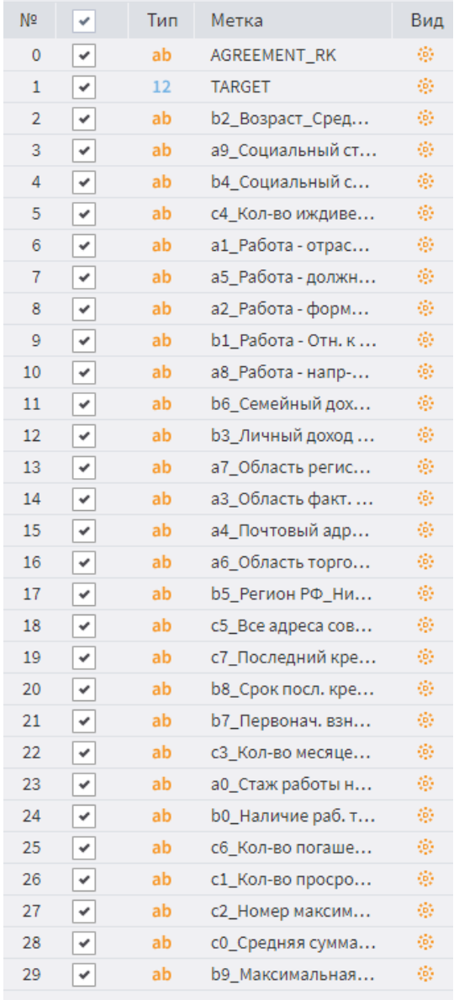 № Тип Метка Вид
0 ab AGREEMENT_RK
1 12 TARGET
2 ab b2_Возраст_Сред...
3 ab a9_Социальный ст...
4 ab b4_Социальный с...
5 ab c4_Кол-во иждиве...
6 ab a1_Работа - отрас...
7 ab a5_Работа - должн...
8 ab a2_Работа - форм...
9 ab b1_Работа - Отн. к ...
10 ab a8_Работа - напр-...
11 ab b6_Семейный дох...
12 ab b3_Личный доход ...
13 ab a7_Область регис...
14 ab a3_Область факт. ...
15 ab a4_Почтовый адр...
16 ab a6_Область торго...
17 ab b5_Регион РФ_Ни...
18 ab c5_Все адреса сов...
19 ab c7_Последний кре...
20 ab b8_Срок посл. кре...
21 ab b7_Первонач. взн...
22 ab c3_Кол-во месяце...
23 ab a0_Стаж работы н...
24 ab b0_Наличие раб. т...
25 ab c6_Кол-во погаше...
26 ab c1_Кол-во просро...
27 ab c2_Номер максим...
28 ab c0_Средняя сумма...
29 ab b9_Максимальная...